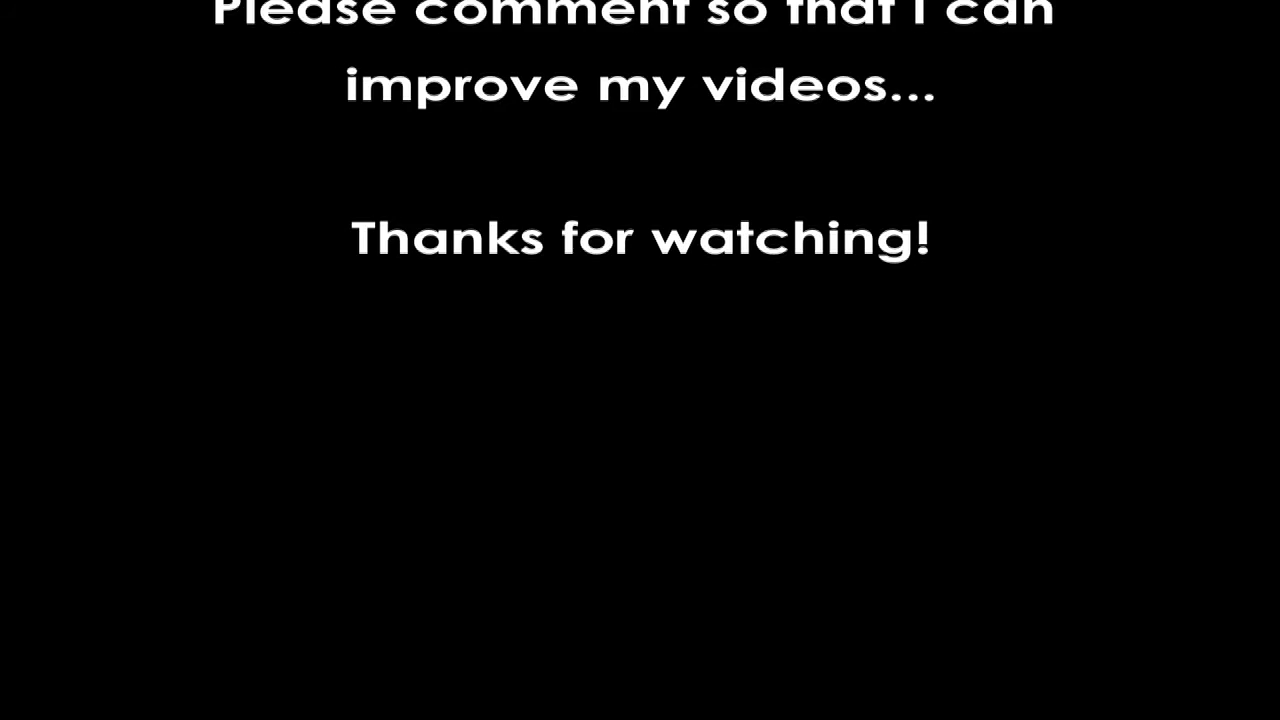 Please comment so that I can
improve my videos...
Thanks for watching!